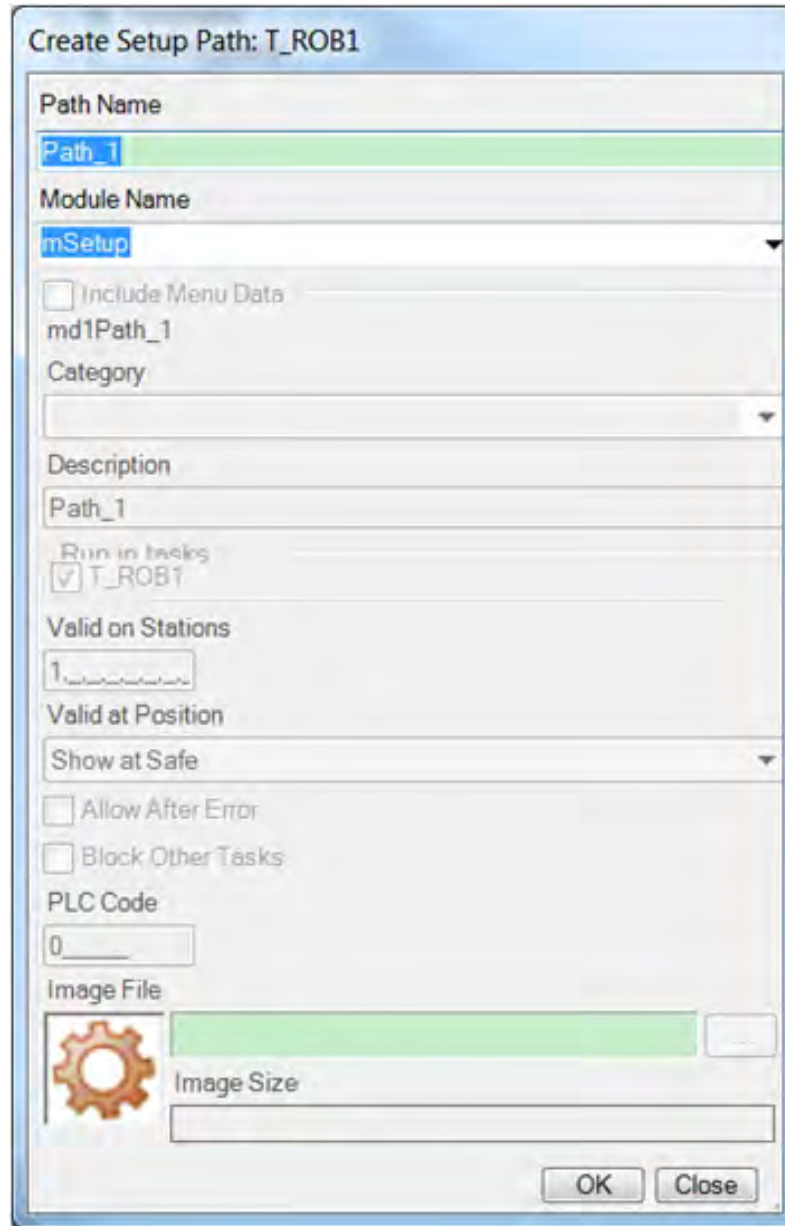 Create Setup Path: T_ROB1
Path Name
Path_1
Module Name
mSetup
Include Menu Data
md1Path_1
Category
Description
Path_1
Run in tasks
T_ROB1
Valid on Stations
1,_,_,_,_,_,_,_
Valid at Position
Show at Safe
Allow After Error
Block Other Tasks
PLC Code
0_____
Image File
...
Image Size
OK Close